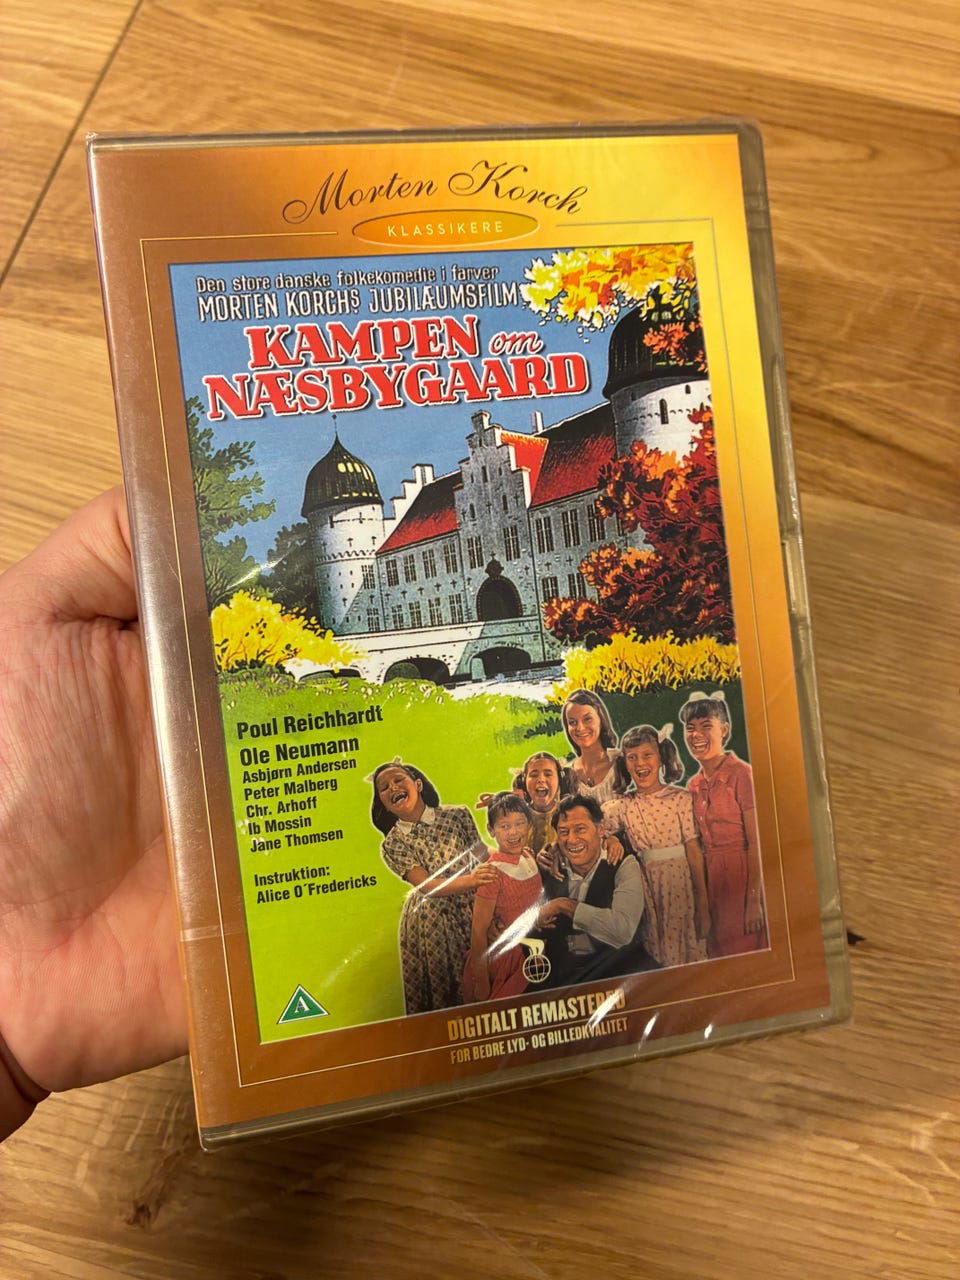 Morten Korch
KLASSIKERE
Den store danske folkekomedie i farver
MORTEN KORCHS JUBILÆUMSFILM
KAMPEN om
NÆSBYGAARD
Poul Reichhardt
Ole Neumann
Asbjørn Andersen
Peter Malberg
Chr. Arhoff
Ib Mossin
Jane Thomsen
Instruktion:
Alice O´Fredericks
A
DIGITALT REMASTERED
FOR BEDRE LYD- OG BILLEDKVALITET